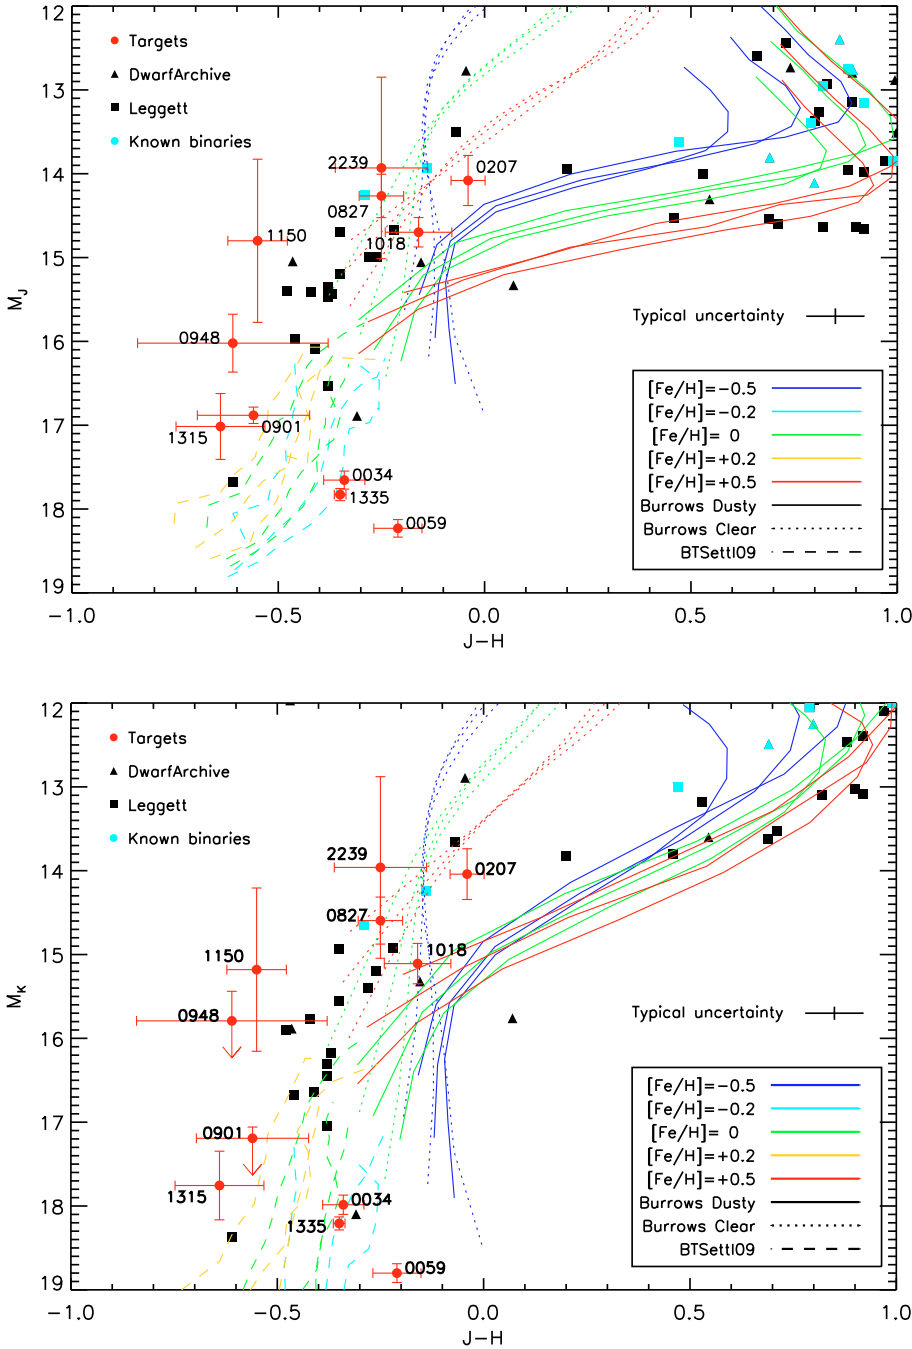 12
13
14
15
16
17
18
19
M_J
Targets
DwarfArchive
Leggett
Known binaries
2239
0207
0827
1018
1150
0948
0901
1315
0034
1335
0059
Typical uncertainty
[Fe/H]=−0.5
[Fe/H]=−0.2
[Fe/H]= 0
[Fe/H]=+0.2
[Fe/H]=+0.5
Burrows Dusty
Burrows Clear
BTSettl09
−1.0 −0.5 0.0 0.5 1.0
J−H
12
13
14
15
16
17
18
19
M_K
Targets
DwarfArchive
Leggett
Known binaries
2239
0207
0827
1018
1150
0948
0901
1315
0034
1335
0059
Typical uncertainty
[Fe/H]=−0.5
[Fe/H]=−0.2
[Fe/H]= 0
[Fe/H]=+0.2
[Fe/H]=+0.5
Burrows Dusty
Burrows Clear
BTSettl09
−1.0 −0.5 0.0 0.5 1.0
J−H